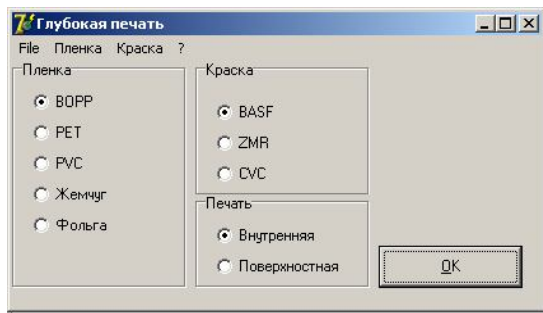 Глубокая печать
File Пленка Краска ?
Пленка
BOPP
PET
PVC
Жемчуг
Фольга
Краска
BASF
ZMR
CVC
Печать
Внутренняя
Поверхностная
OK